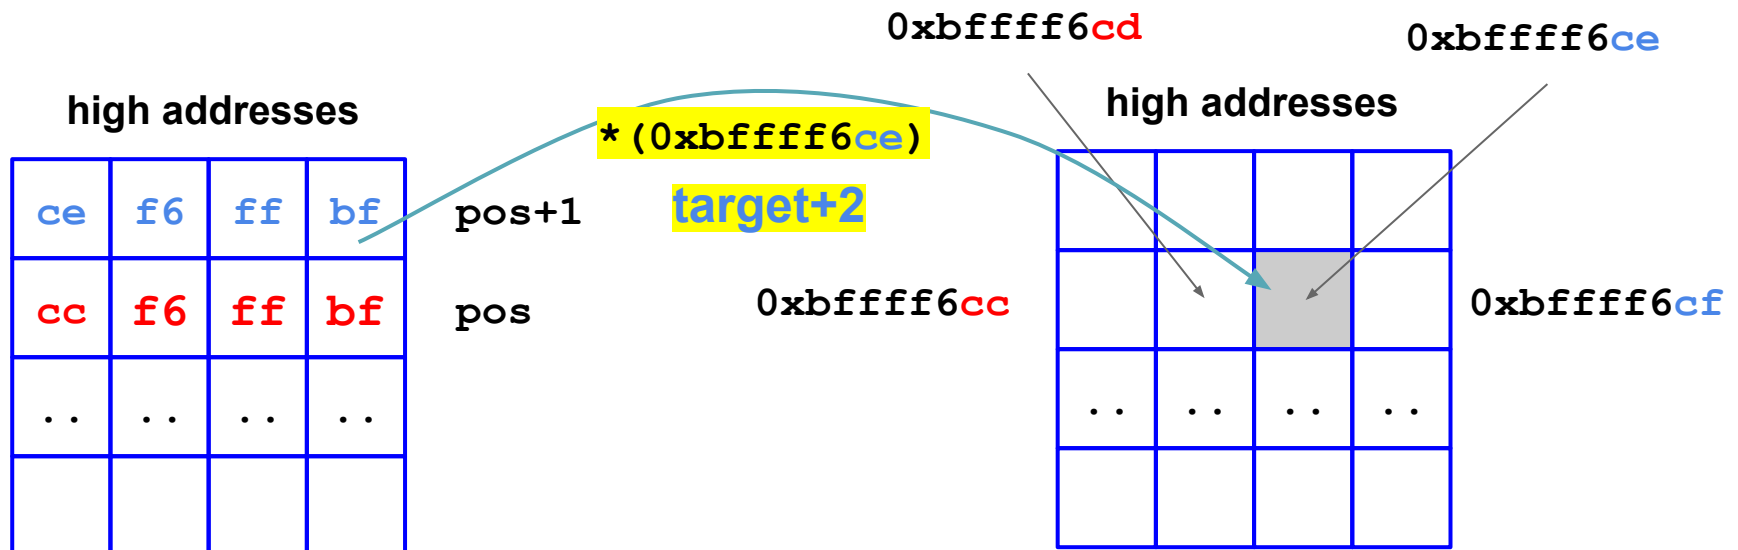 0xbffff6cd
0xbffff6ce
high addresses
*(0xbffff6ce)
high addresses
ce f6 ff bf pos+1
target+2
cc f6 ff bf pos
0xbffff6cc
0xbffff6cf
.. .. .. ..
.. .. .. ..